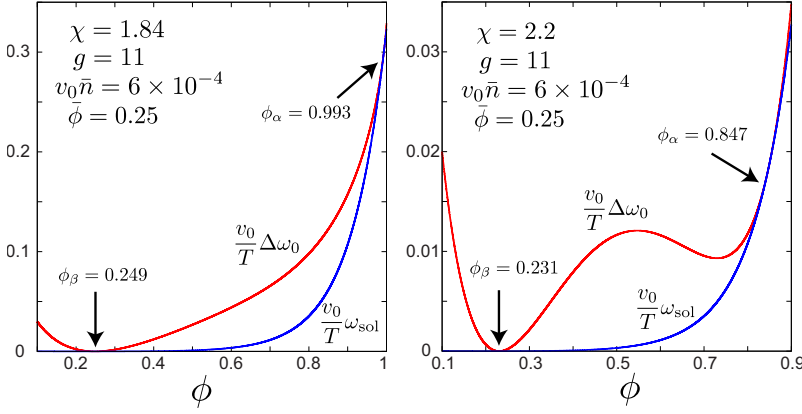 0.3
0.2
0.1
0
0.2
0.4
0.6
0.8
1
ϕ
χ = 1.84
g = 11
v₀n̄ = 6 × 10⁻⁴
ϕ̄ = 0.25
ϕα = 0.993
ϕβ = 0.249
v₀/T Δω₀
v₀/T ωsol
0.03
0.02
0.01
0
0.1
0.3
0.5
0.7
0.9
ϕ
χ = 2.2
g = 11
v₀n̄ = 6 × 10⁻⁴
ϕ̄ = 0.25
ϕα = 0.847
ϕβ = 0.231
v₀/T Δω₀
v₀/T ωsol